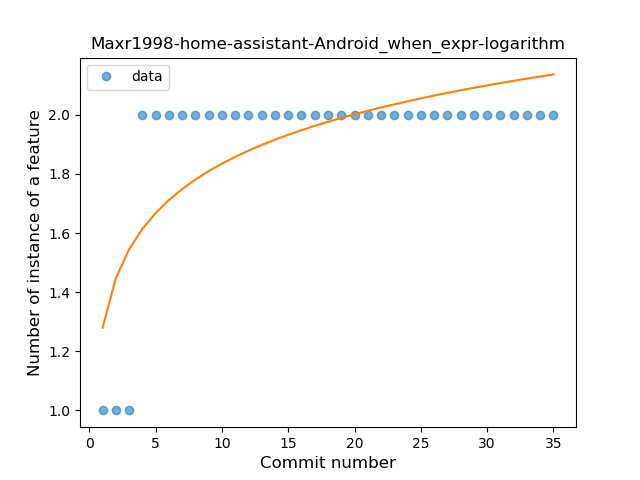 Maxr1998-home-assistant-Android_when_expr-logarithm
data
Number of instance of a feature
2.0
1.8
1.6
1.4
1.2
1.0
0 5 10 15 20 25 30 35
Commit number